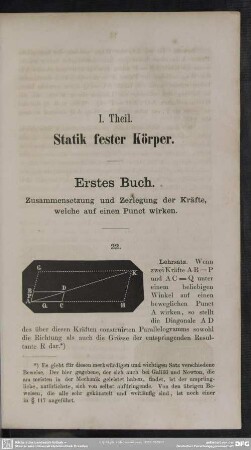 I. Theil.
Statik fester Körper.
Erstes Buch.
Zusammensetzung und Zerlegung der Kräfte,
welche auf einen Punct wirken.
22.
Lehrsatz. Wenn
zwei Kräfte AB = P
und AC = Q unter
einem beliebigen
Winkel auf einen
beweglichen Punct
A wirken, so stellt
die Diagonale AD
des über diesen Kräften construirten Parallelogramms sowohl
die Richtung als auch die Grösse der entspringenden Resul-
tante R dar.*)
*) Es giebt für diesen merkwürdigen und wichtigen Satz verschiedene
Beweise. Der hier gegebene, der sich auch bei Galilei und Newton, die
am meisten in der Mechanik geleistet haben, findet, ist der ursprüng-
liche, natürlichste, sich von selbst aufdringende. Von den übrigen Be-
weisen, die alle sehr gekünstelt und weitläufig sind, ist noch einer
in § 117 angeführt.